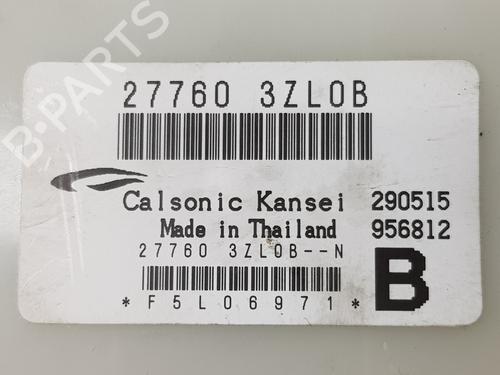 27760 3ZL0B
Calsonic Kansei 290515
Made in Thailand 956812
27760 3ZL0B--N
B
*F5L06971*
B-PARTS